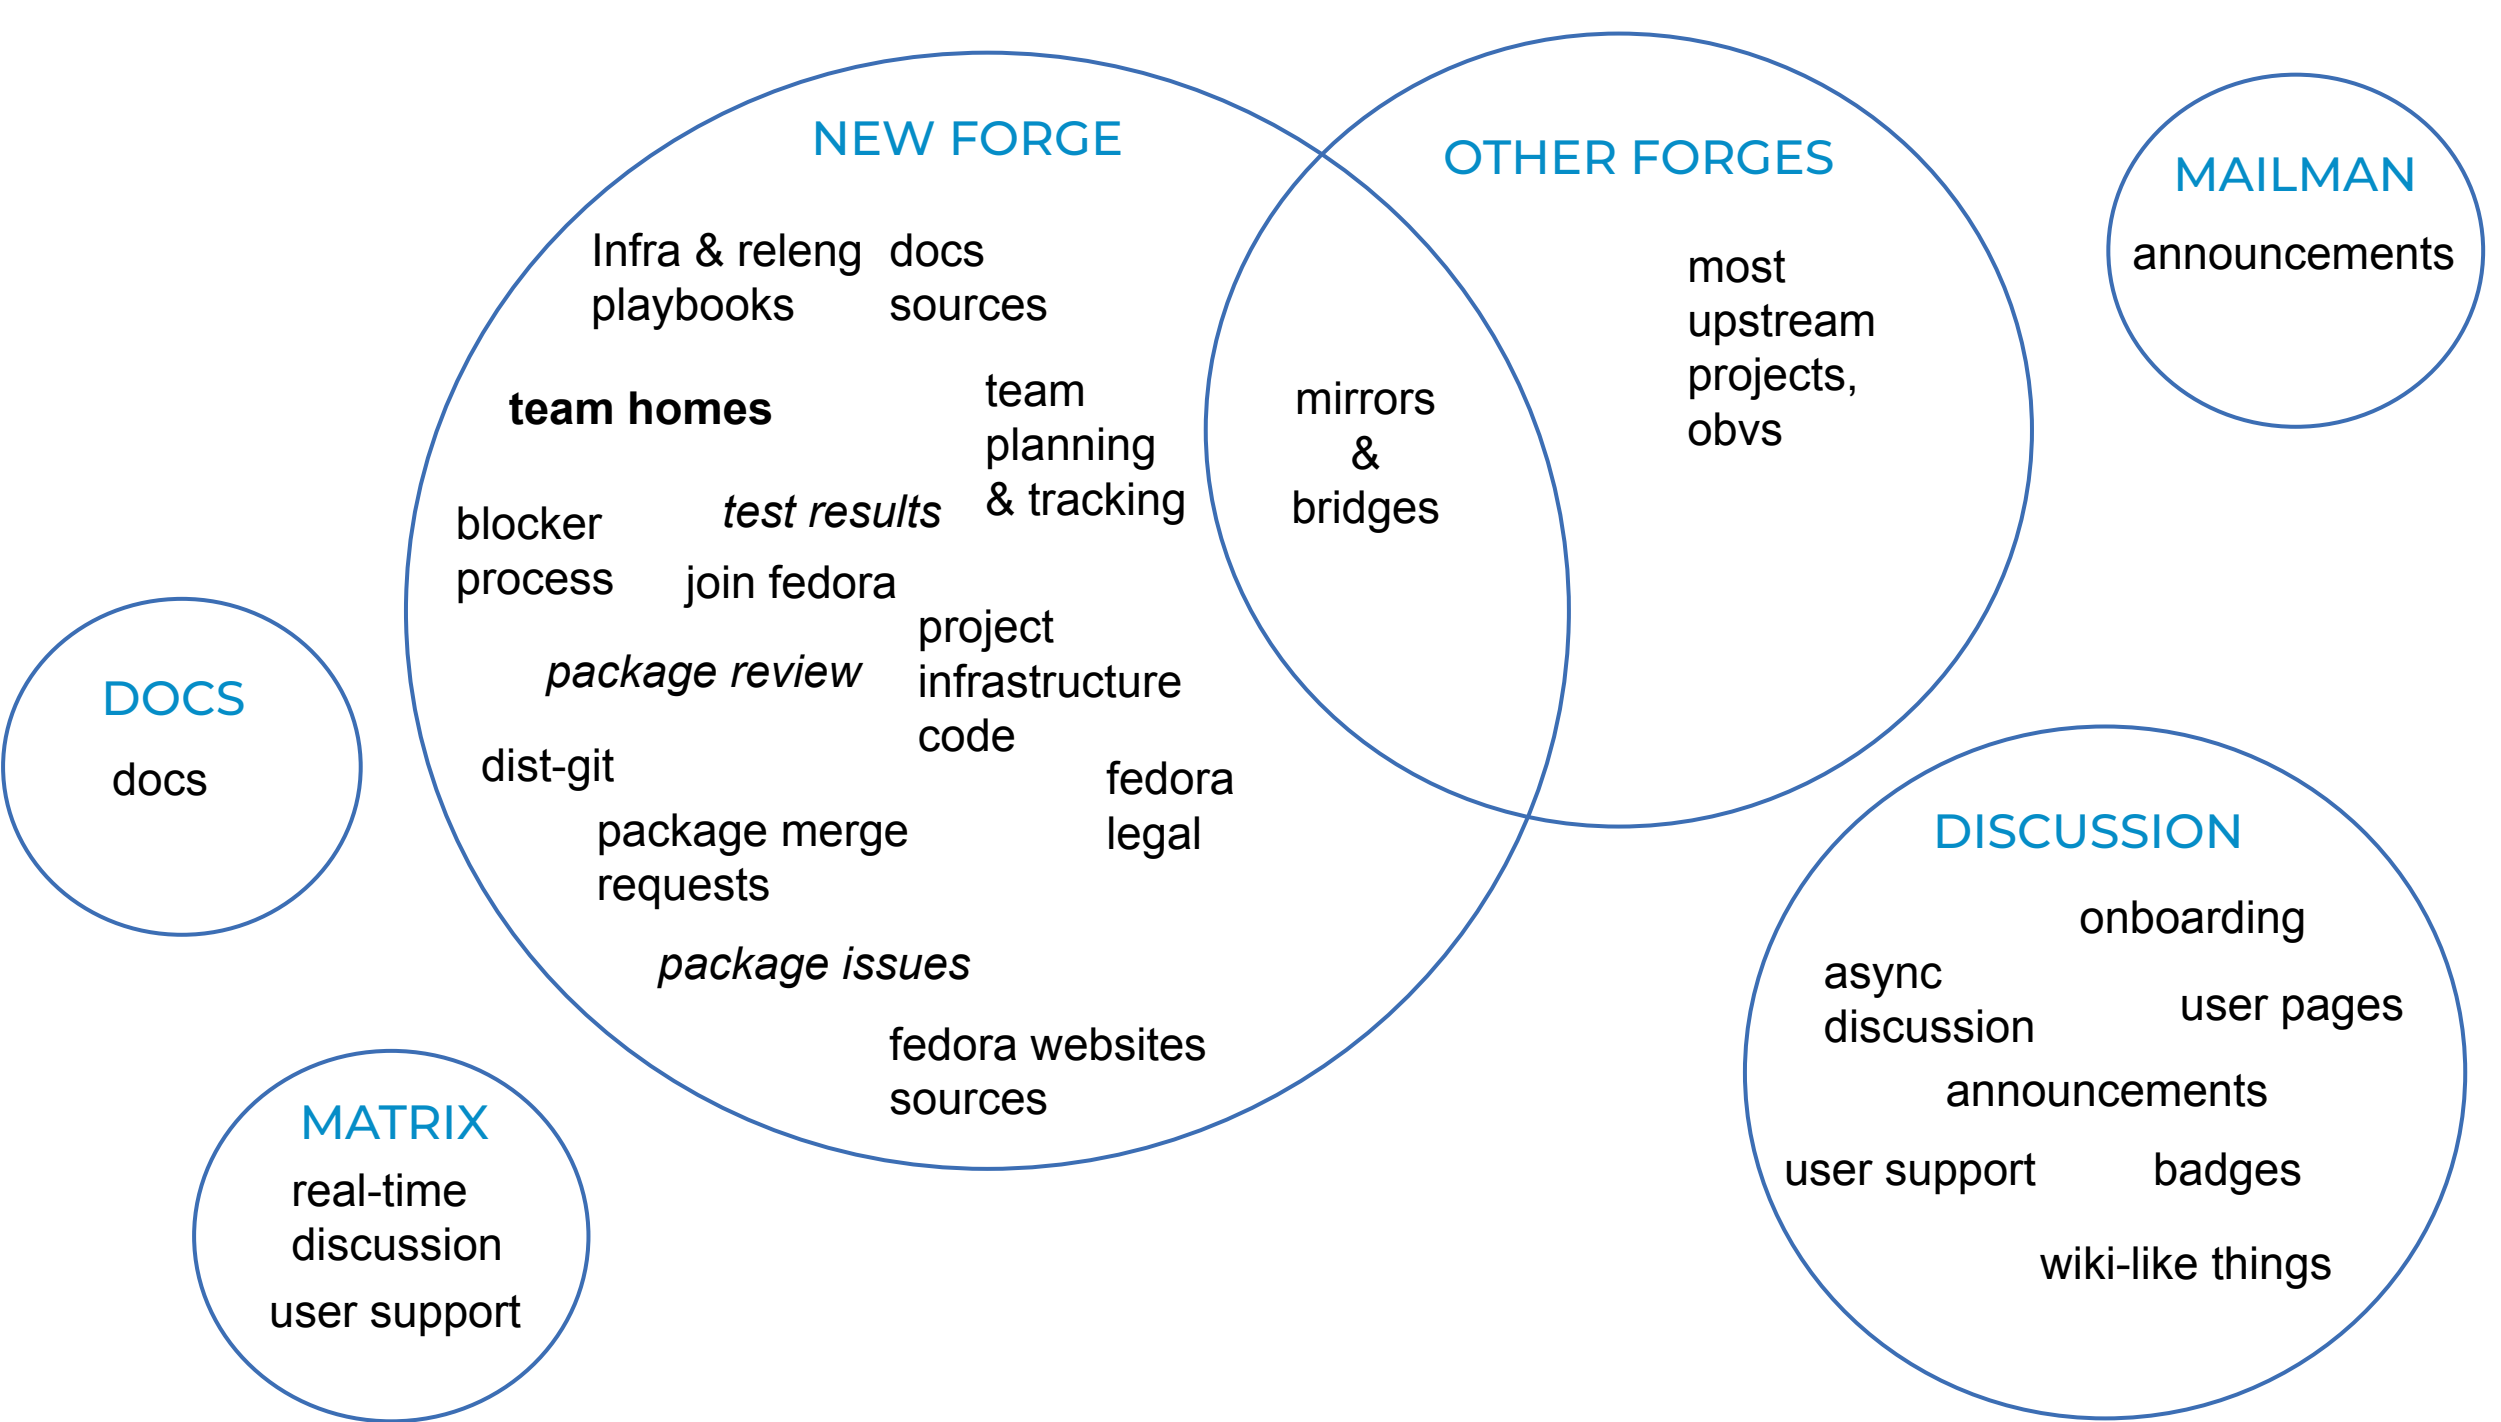 NEW FORGE
Infra & releng
playbooks
docs
sources
team homes
team
planning
& tracking
blocker
process
test results
join fedora
package review
project
infrastructure
code
dist-git
fedora
legal
package merge
requests
package issues
fedora websites
sources
mirrors
&
bridges
OTHER FORGES
most
upstream
projects,
obvs
MAILMAN
announcements
DOCS
docs
MATRIX
real-time
discussion
user support
DISCUSSION
onboarding
async
discussion
user pages
announcements
user support
badges
wiki-like things